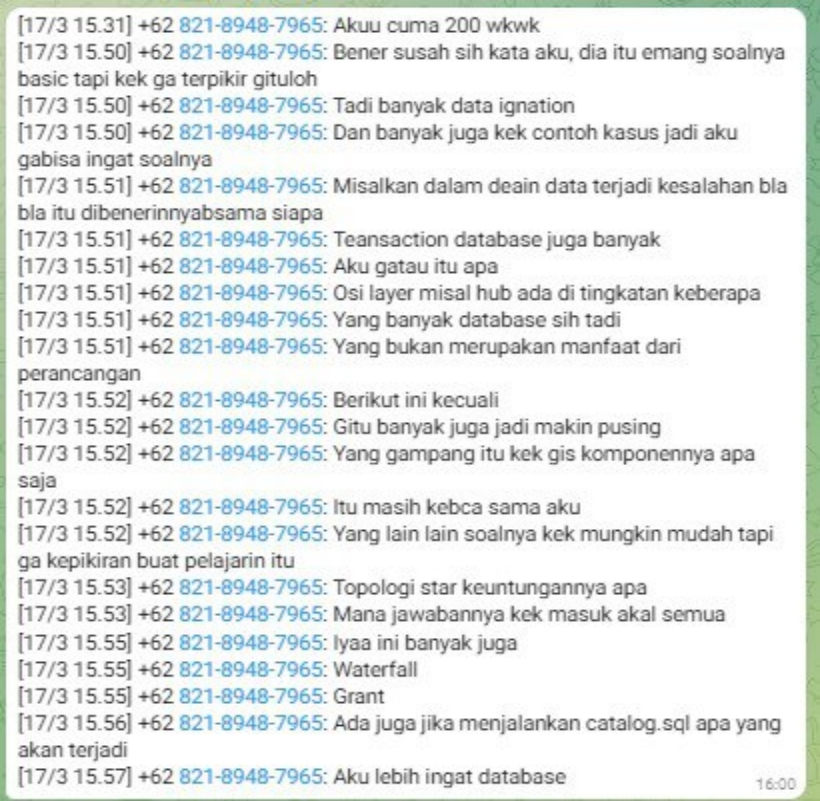 [17/3 15.31] +62 821-8948-7965: Akuu cuma 200 wkwk
[17/3 15.50] +62 821-8948-7965: Bener susah sih kata aku, dia itu emang soalnya
basic tapi kek ga terpikir gituloh
[17/3 15.50] +62 821-8948-7965: Tadi banyak data ignation
[17/3 15.50] +62 821-8948-7965: Dan banyak juga kek contoh kasus jadi aku
gabisa ingat soalnya
[17/3 15.51] +62 821-8948-7965: Misalkan dalam deain data terjadi kesalahan bla
bla itu dibenerinnyabsama siapa
[17/3 15.51] +62 821-8948-7965: Teansaction database juga banyak
[17/3 15.51] +62 821-8948-7965: Aku gatau itu apa
[17/3 15.51] +62 821-8948-7965: Osi layer misal hub ada di tingkatan keberapa
[17/3 15.51] +62 821-8948-7965: Yang banyak database sih tadi
[17/3 15.51] +62 821-8948-7965: Yang bukan merupakan manfaat dari
perancangan
[17/3 15.52] +62 821-8948-7965: Berikut ini kecuali
[17/3 15.52] +62 821-8948-7965: Gitu banyak juga jadi makin pusing
[17/3 15.52] +62 821-8948-7965: Yang gampang itu kek gis komponennya apa
saja
[17/3 15.52] +62 821-8948-7965: Itu masih kebca sama aku
[17/3 15.52] +62 821-8948-7965: Yang lain lain soalnya kek mungkin mudah tapi
ga kepikiran buat pelajarin itu
[17/3 15.53] +62 821-8948-7965: Topologi star keuntungannya apa
[17/3 15.53] +62 821-8948-7965: Mana jawabannya kek masuk akal semua
[17/3 15.55] +62 821-8948-7965: Iyaa ini banyak juga
[17/3 15.55] +62 821-8948-7965: Waterfall
[17/3 15.55] +62 821-8948-7965: Grant
[17/3 15.56] +62 821-8948-7965: Ada juga jika menjalankan catalog.sql apa yang
akan terjadi
[17/3 15.57] +62 821-8948-7965: Aku lebih ingat database
16:00